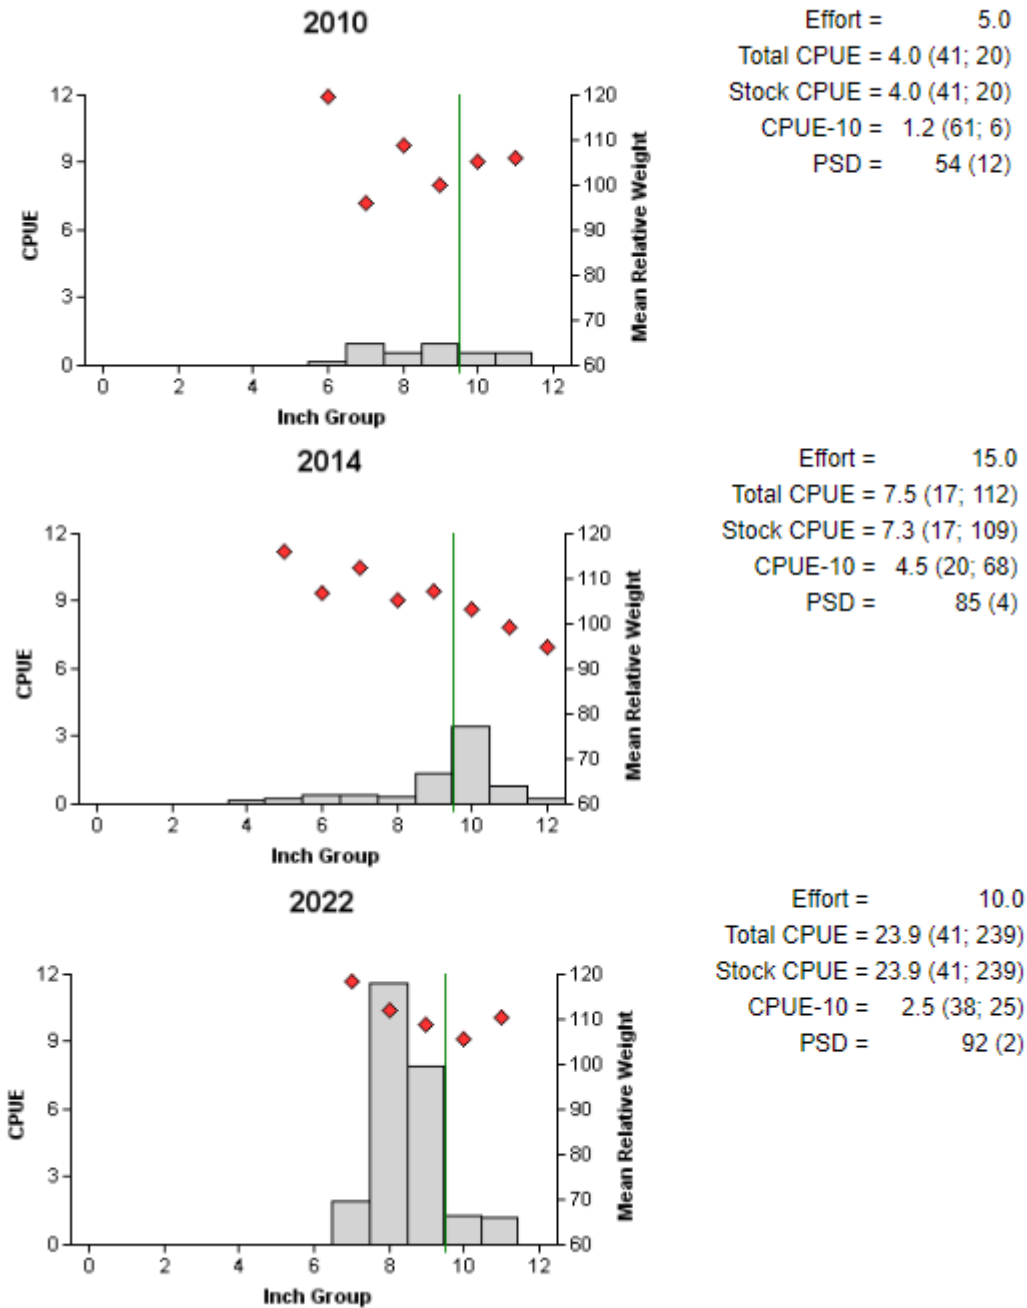 2010
Effort = 5.0
Total CPUE = 4.0 (41; 20)
Stock CPUE = 4.0 (41; 20)
CPUE-10 = 1.2 (61; 6)
PSD = 54 (12)
12 9 6 3 0
CPUE
120 110 100 90 80 70 60
Mean Relative Weight
0 2 4 6 8 10 12
Inch Group
2014
Effort = 15.0
Total CPUE = 7.5 (17; 112)
Stock CPUE = 7.3 (17; 109)
CPUE-10 = 4.5 (20; 68)
PSD = 85 (4)
12 9 6 3 0
CPUE
120 110 100 90 80 70 60
Mean Relative Weight
0 2 4 6 8 10 12
Inch Group
2022
Effort = 10.0
Total CPUE = 23.9 (41; 239)
Stock CPUE = 23.9 (41; 239)
CPUE-10 = 2.5 (38; 25)
PSD = 92 (2)
12 9 6 3 0
CPUE
120 110 100 90 80 70 60
Mean Relative Weight
0 2 4 6 8 10 12
Inch Group